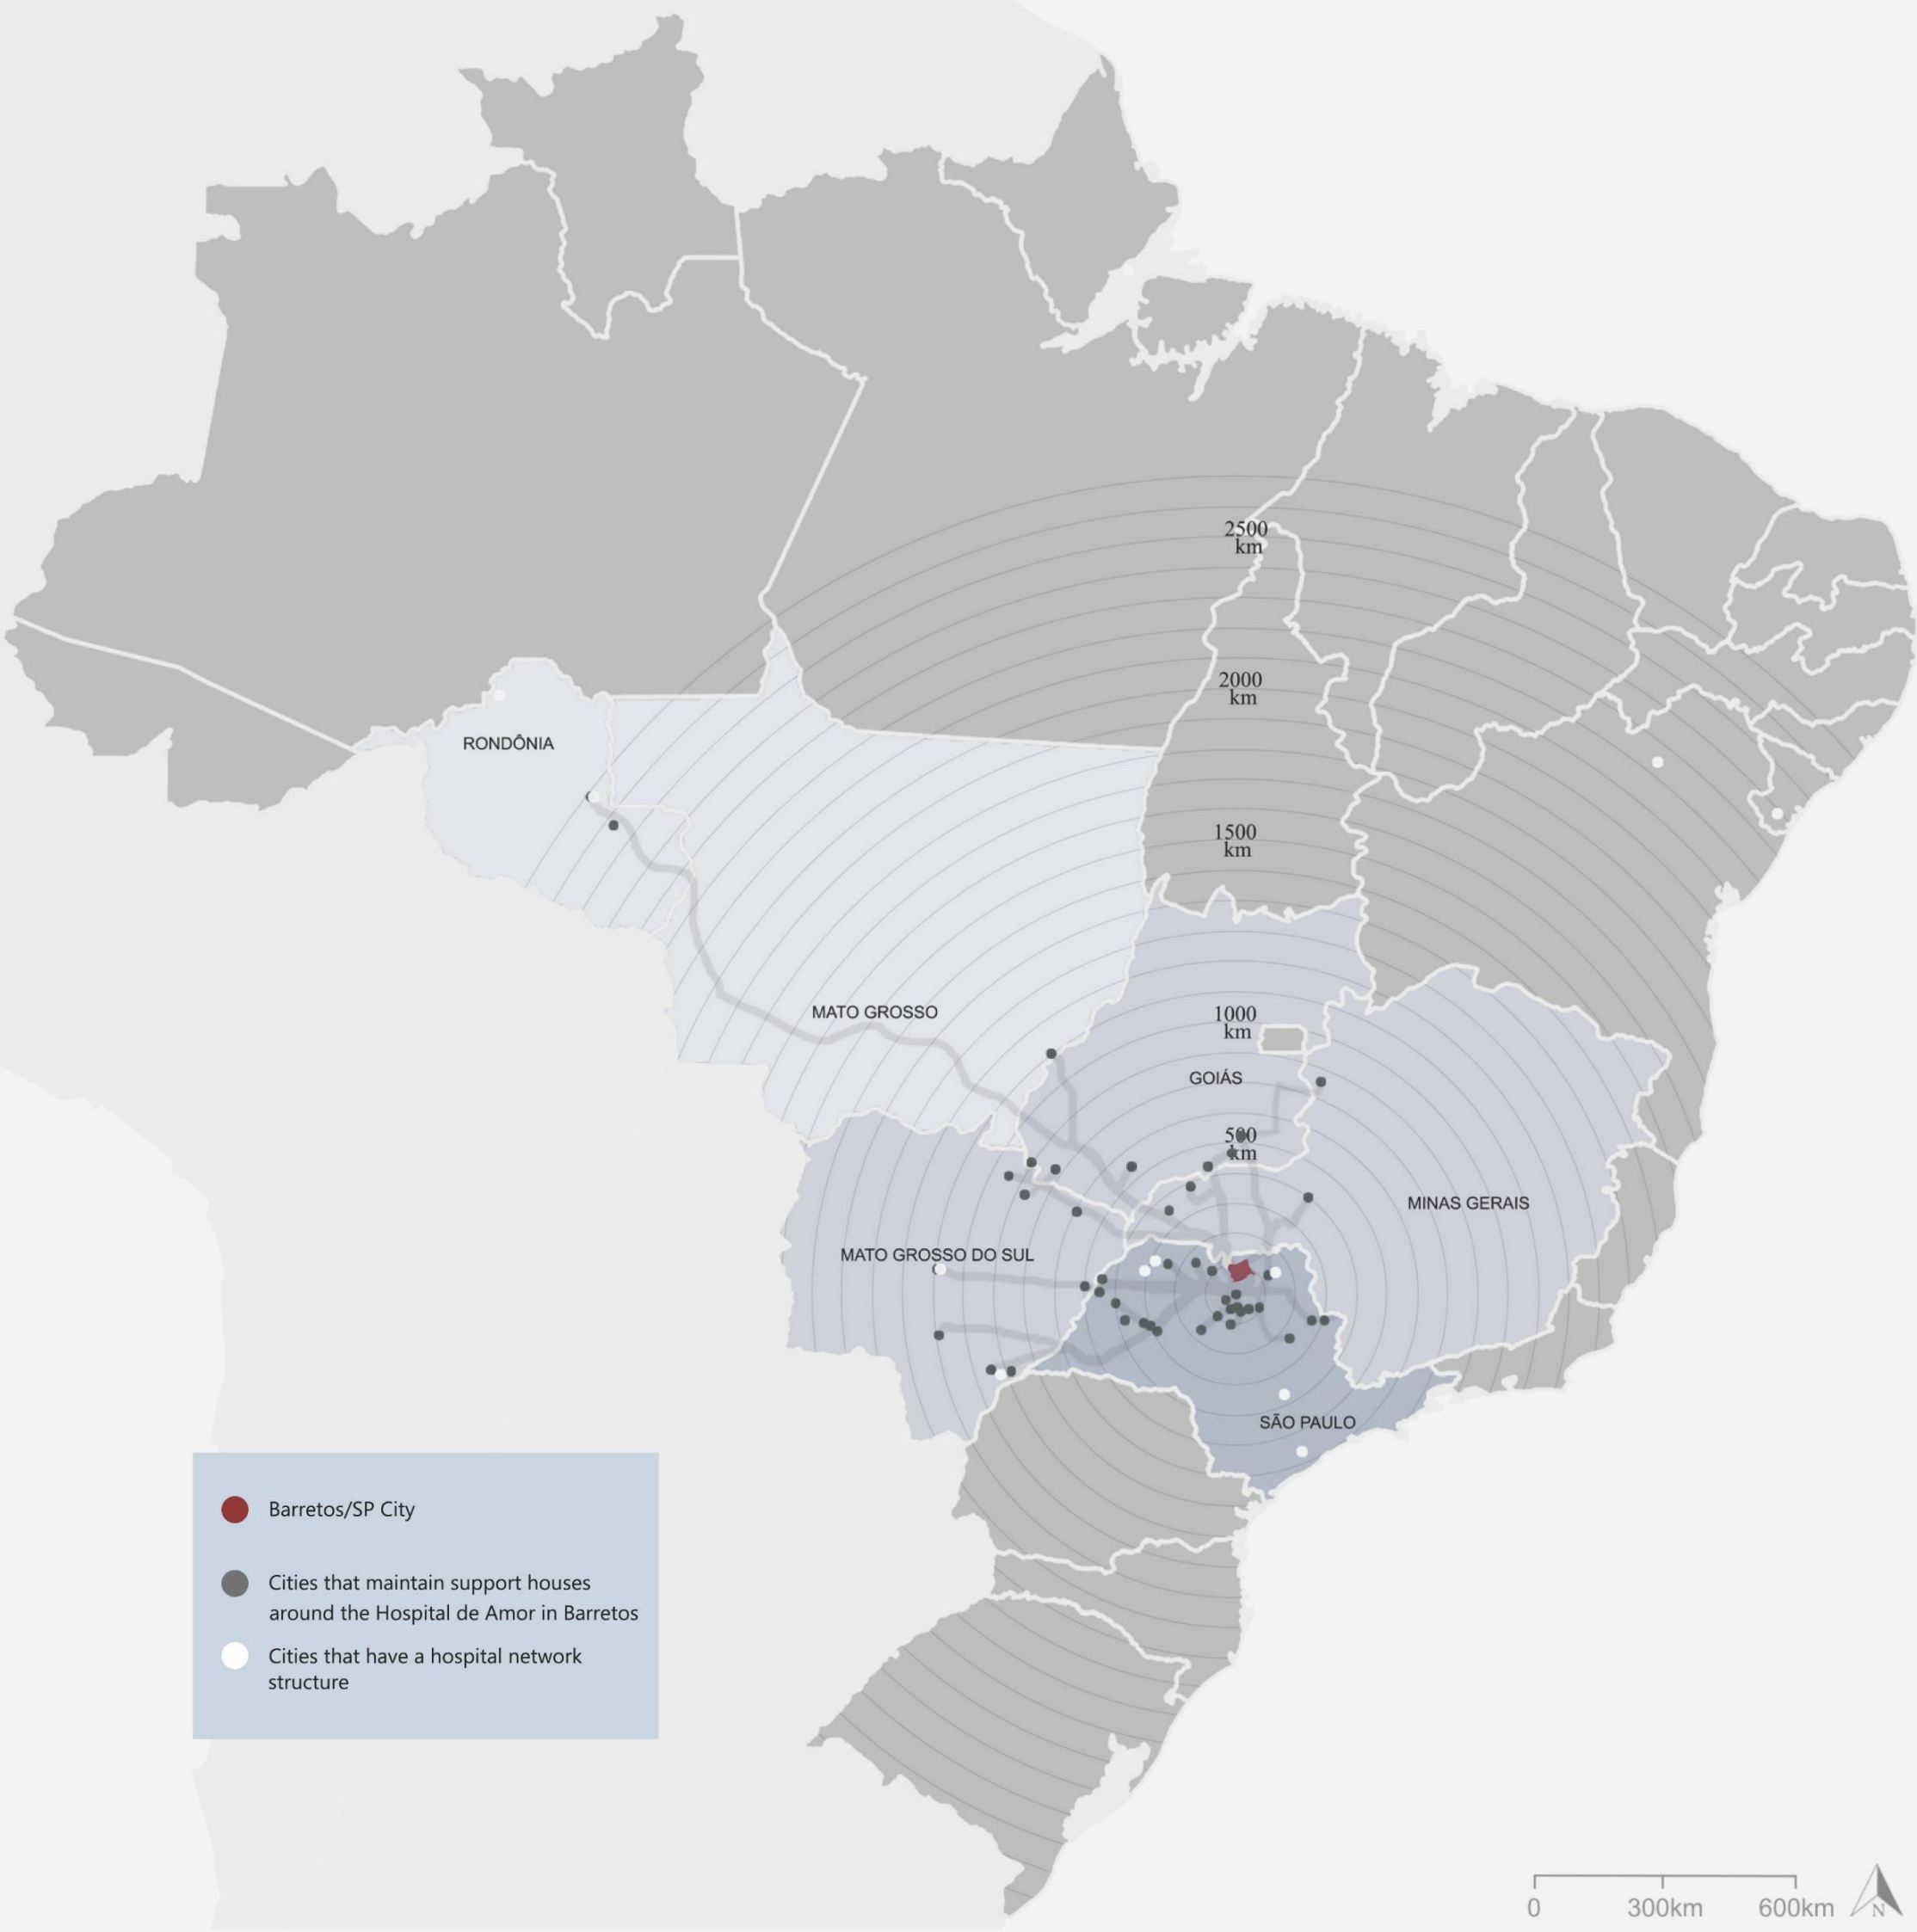 2500
km
2000
km
RONDÔNIA
1500
km
MATO GROSSO
1000
km
GOIÁS
500
km
MINAS GERAIS
MATO GROSSO DO SUL
SÃO PAULO
Barretos/SP City
Cities that maintain support houses
around the Hospital de Amor in Barretos
Cities that have a hospital network
structure
0 300km 600km N